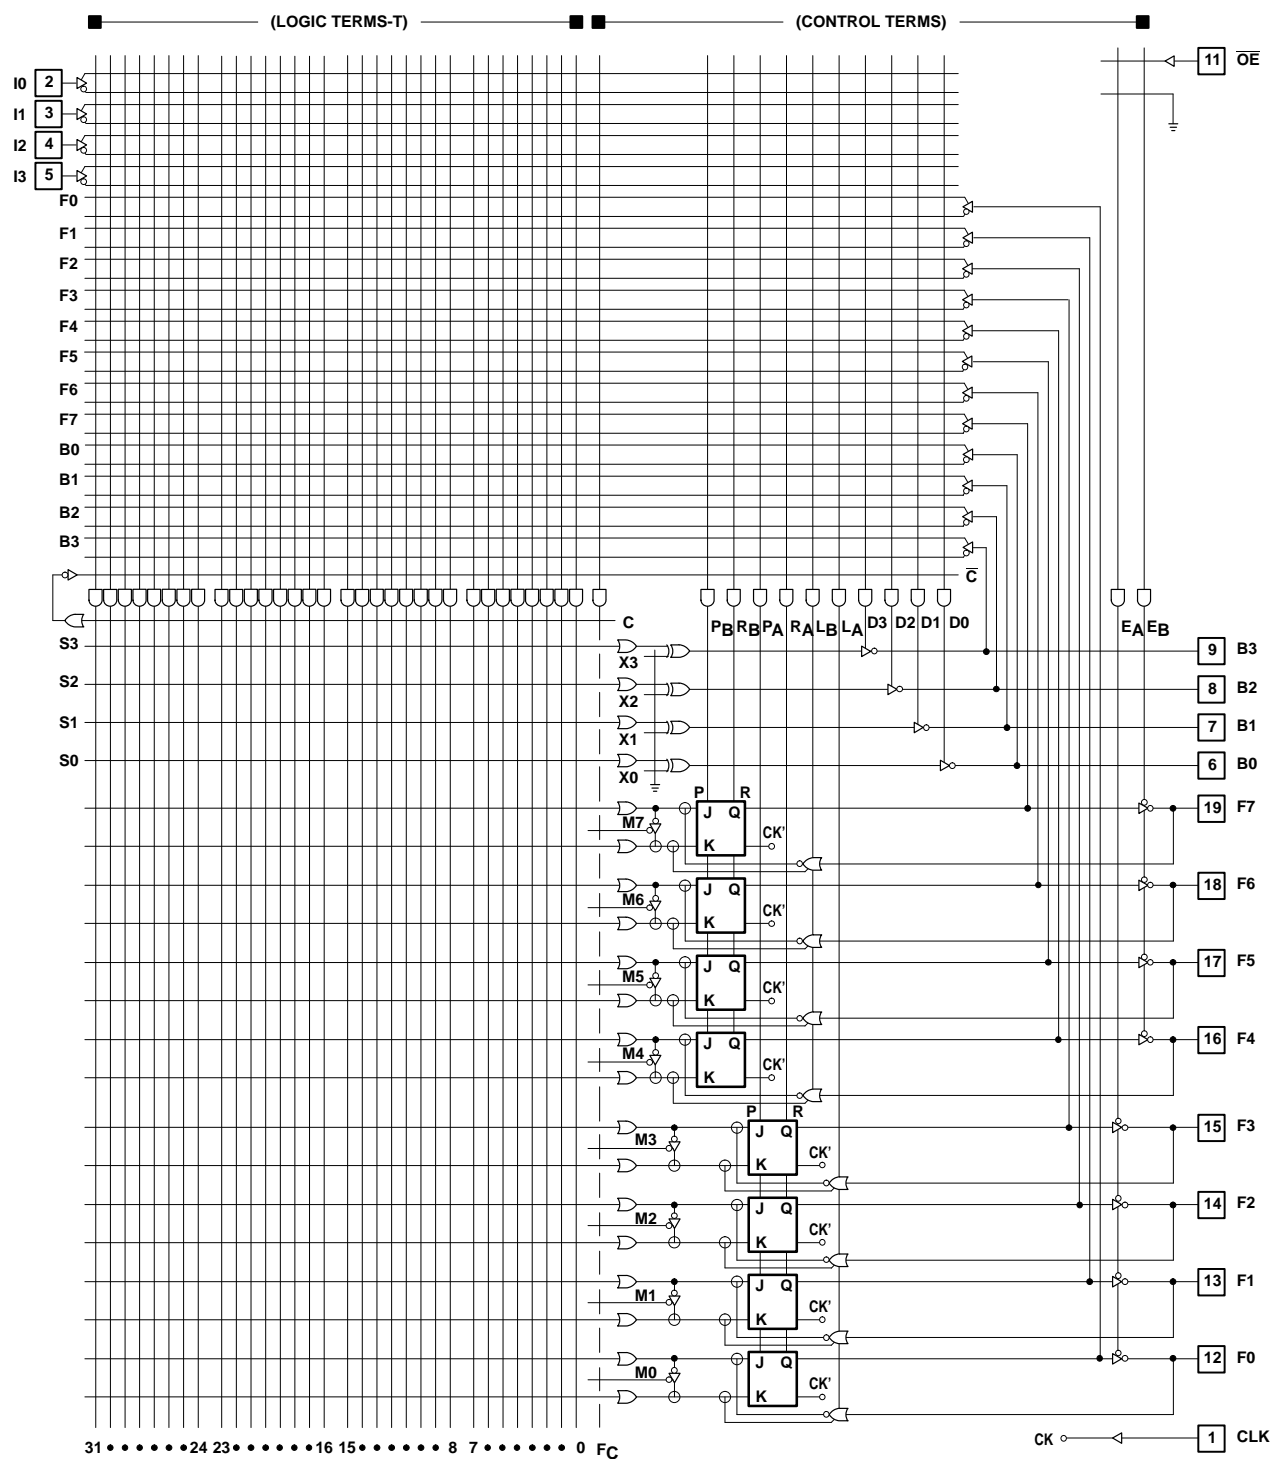 (LOGIC TERMS-T) (CONTROL TERMS)
11 OE
I0 2
I1 3
I2 4
I3 5
F0
F1
F2
F3
F4
F5
F6
F7
B0
B1
B2
B3
C
C PB RB PA RA LB LA D3 D2 D1 D0 EA EB
S3 X3 9 B3
S2 X2 8 B2
S1 X1 7 B1
S0 X0 6 B0
P R
J Q 19 F7
M7 CK'
K
J Q 18 F6
M6 CK'
K
J Q 17 F5
M5 CK'
K
J Q 16 F4
M4 CK'
K
P R
J Q 15 F3
M3 CK'
K
J Q 14 F2
M2 CK'
K
J Q 13 F1
M1 CK'
K
J Q 12 F0
M0 CK'
K
31 • • • • • • 24 23 • • • • • • • • 16 15 • • • • • • • • 8 7 • • • • • • • 0 FC CK 1 CLK